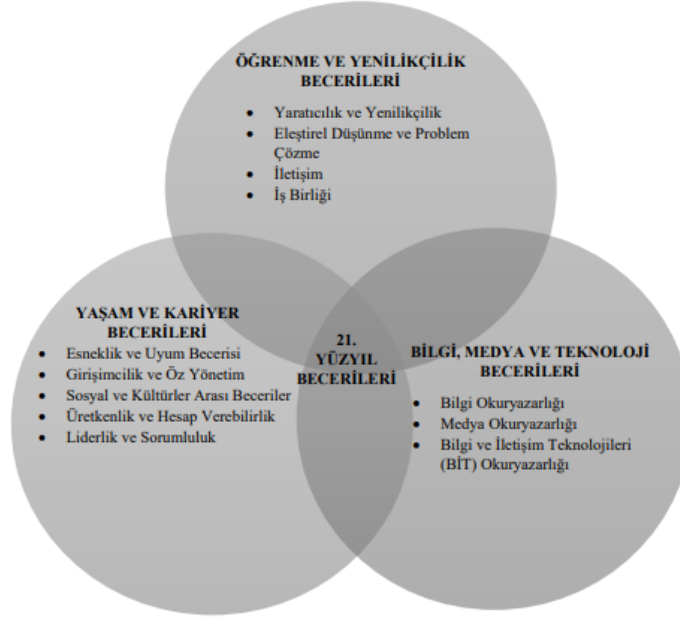 ÖĞRENME VE YENİLİKÇİLİK
BECERİLERİ
• Yaratıcılık ve Yenilikçilik
• Eleştirel Düşünme ve Problem
Çözme
• İletişim
• İş Birliği
YAŞAM VE KARİYER
BECERİLERİ
• Esneklik ve Uyum Becerisi
• Girişimcilik ve Öz Yönetim
• Sosyal ve Kültürler Arası Beceriler
• Üretkenlik ve Hesap Verebilirlik
• Liderlik ve Sorumluluk
21.
YÜZYIL
BECERİLERİ
BİLGİ, MEDYA VE TEKNOLOJİ
BECERİLERİ
• Bilgi Okuryazarlığı
• Medya Okuryazarlığı
• Bilgi ve İletişim Teknolojileri
(BİT) Okuryazarlığı